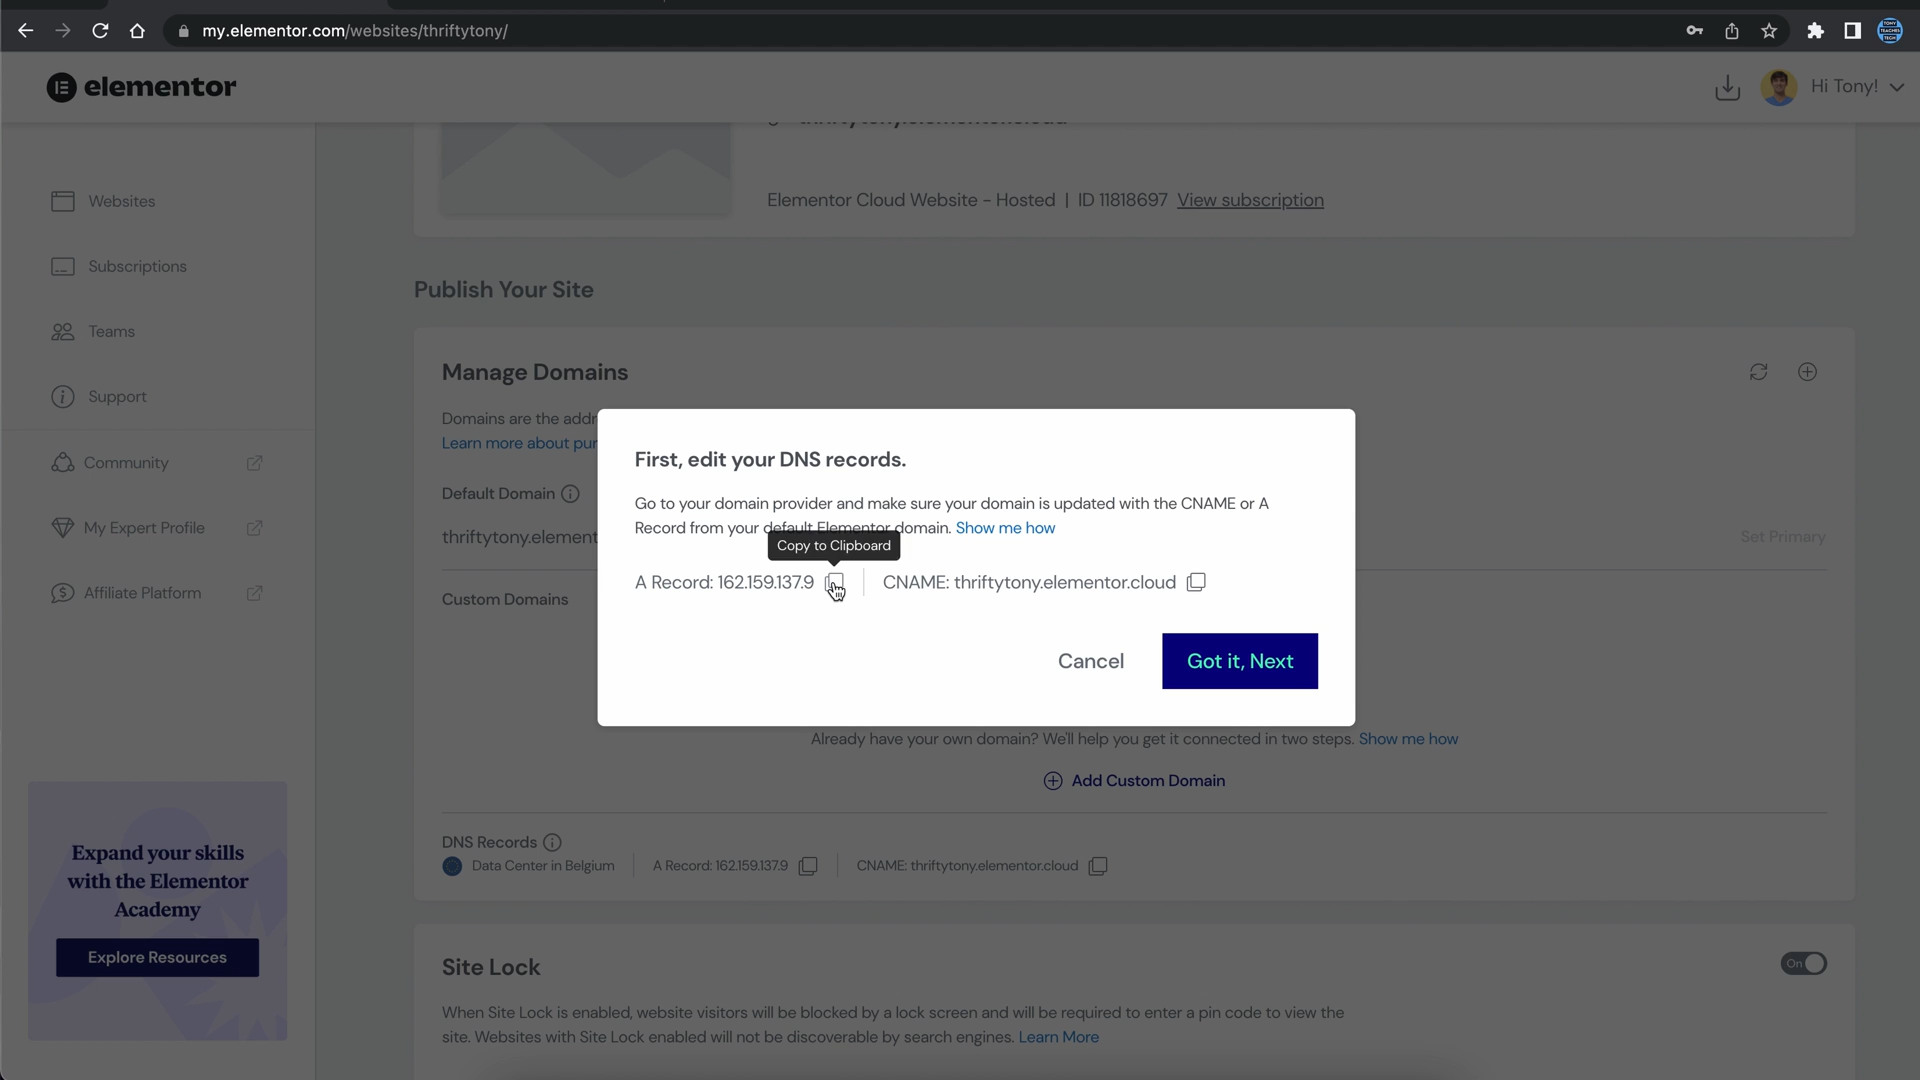 my.elementor.com/websites/thriftytony/
elementor
Hi Tony!
Websites
Subscriptions
Teams
Support
Community
My Expert Profile
Affiliate Platform
Expand your skills
with the Elementor
Academy
Explore Resources
thriftytony.elementor.cloud
Elementor Cloud Website - Hosted | ID 11818697 View subscription
Publish Your Site
Manage Domains
Domains are the addr
Learn more about pur
Default Domain
thriftytony.element
Set Primary
Custom Domains
First, edit your DNS records.
Go to your domain provider and make sure your domain is updated with the CNAME or A
Record from your default Elementor domain. Show me how
Copy to Clipboard
A Record: 162.159.137.9 CNAME: thriftytony.elementor.cloud
Cancel Got it, Next
Already have your own domain? We'll help you get it connected in two steps. Show me how
Add Custom Domain
DNS Records
Data Center in Belgium A Record: 162.159.137.9 CNAME: thriftytony.elementor.cloud
Site Lock
On
When Site Lock is enabled, website visitors will be blocked by a lock screen and will be required to enter a pin code to view the
site. Websites with Site Lock enabled will not be discoverable by search engines. Learn More
TONY
TEACHES
TECH